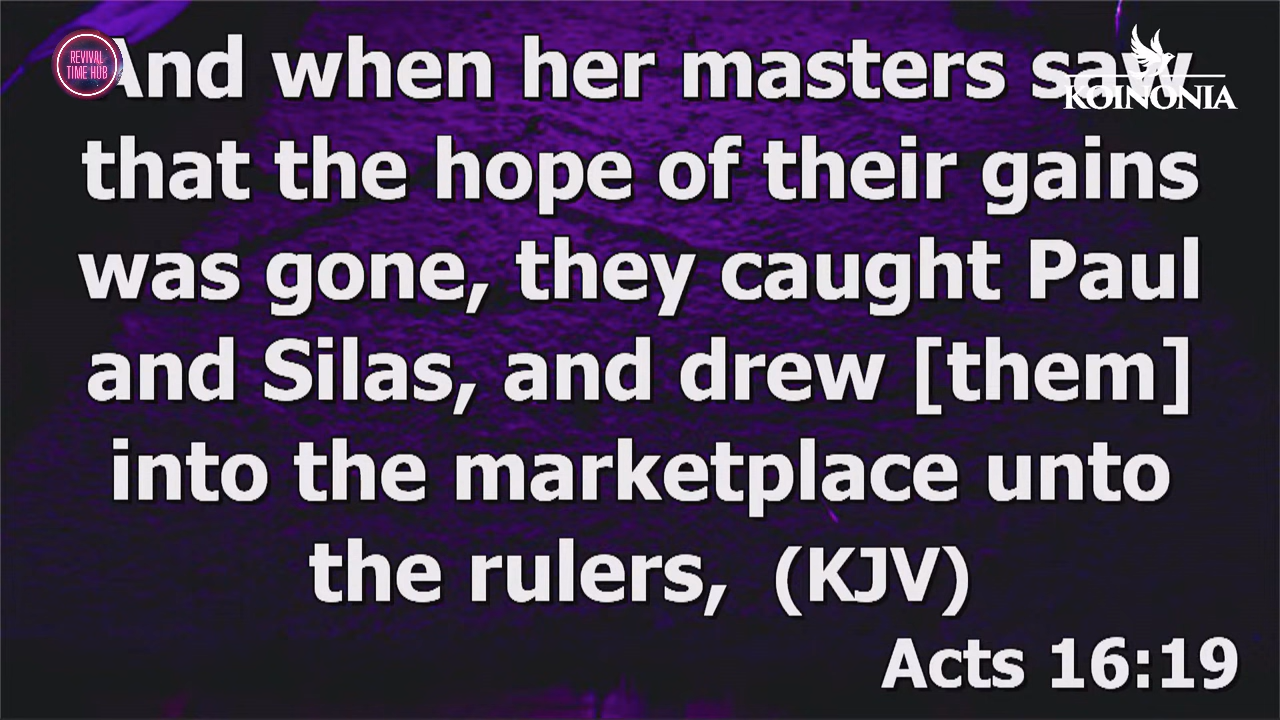 REVIVAL
TIME HUB
KOINONIA
And when her masters saw
that the hope of their gains
was gone, they caught Paul
and Silas, and drew [them]
into the marketplace unto
the rulers, (KJV)
Acts 16:19